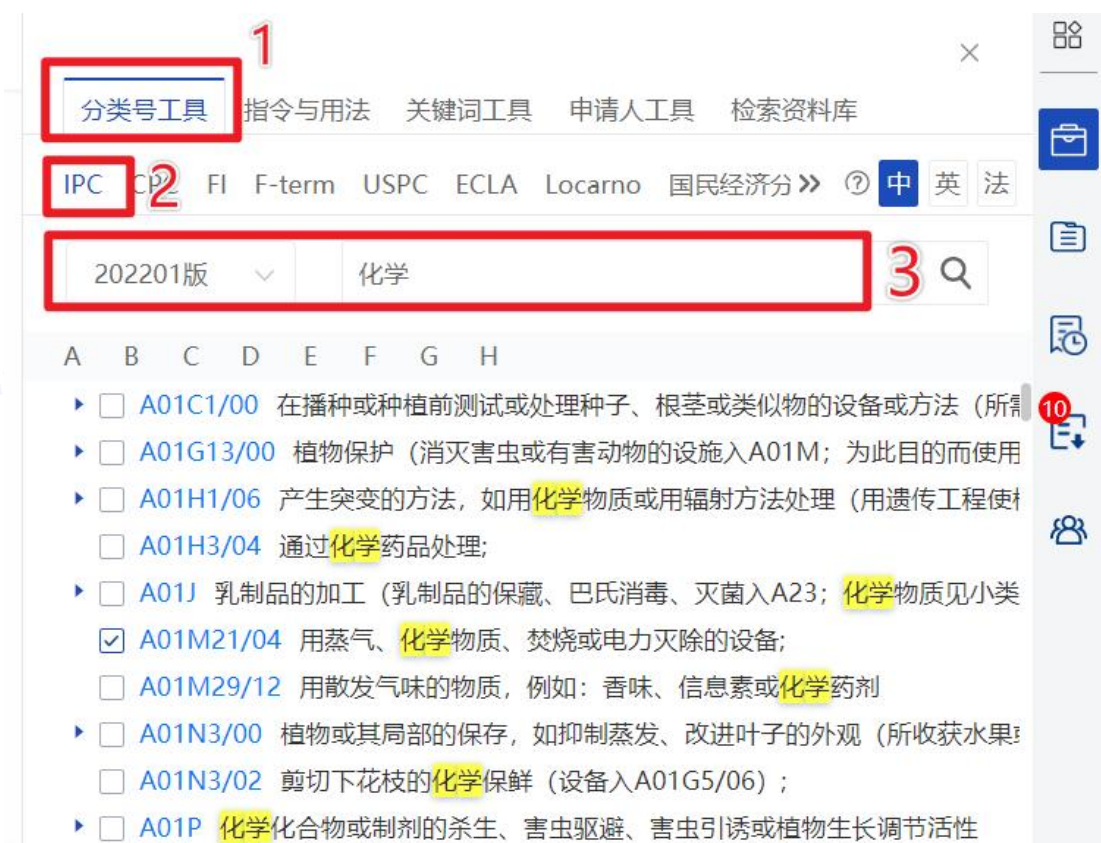 1
分类号工具 指令与用法 关键词工具 申请人工具 检索资料库
IPC CPC FI F-term USPC ECLA Locarno 国民经济分 中 英 法
2
202201版 化学
3
A B C D E F G H
A01C1/00 在播种或种植前测试或处理种子、根茎或类似物的设备或方法（所需
10
A01G13/00 植物保护（消灭害虫或有害动物的设施入A01M；为此目的而使用
A01H1/06 产生突变的方法，如用化学物质或用辐射方法处理（用遗传工程使
A01H3/04 通过化学药品处理;
A01J 乳制品的加工（乳制品的保藏、巴氏消毒、灭菌入A23；化学物质见小类
A01M21/04 用蒸气、化学物质、焚烧或电力灭除的设备;
A01M29/12 用散发气味的物质，例如：香味、信息素或化学药剂
A01N3/00 植物或其局部的保存，如抑制蒸发、改进叶子的外观（所收获水果
A01N3/02 剪切下花枝的化学保鲜（设备入A01G5/06）;
A01P 化学化合物或制剂的杀生、害虫驱避、害虫引诱或植物生长调节活性